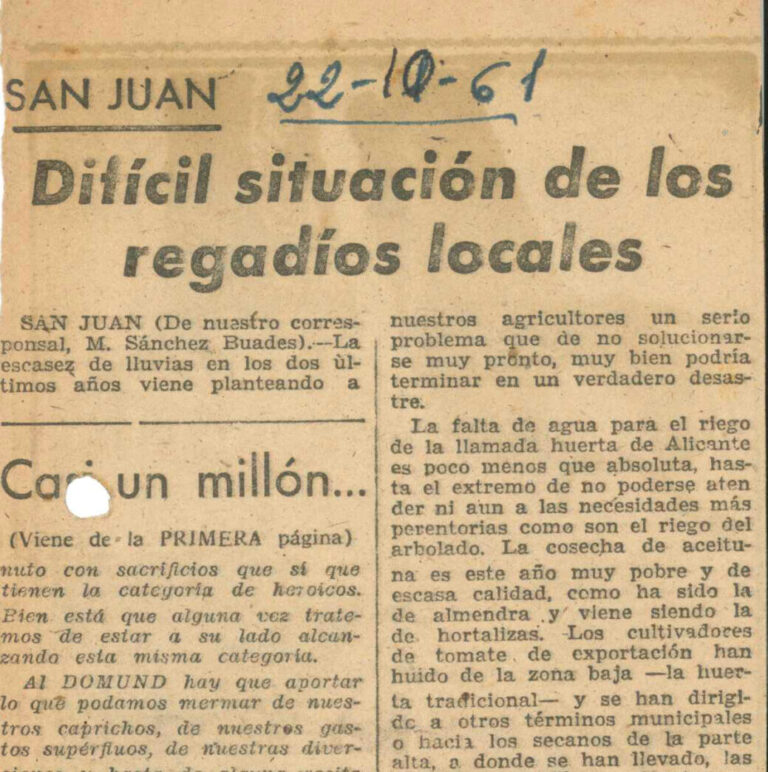 SAN JUAN 22-10-61
Difícil situación de los
regadíos locales
SAN JUAN (De nuestro corres-
ponsal, M. Sánchez Buades).—La
escasez de lluvias en los dos úl-
timos años viene planteando a
nuestros agricultores un serio
problema que de no solucionar-
se muy pronto, muy bien podría
terminar en un verdadero desas-
tre.
La falta de agua para el riego
de la llamada huerta de Alicante
es poco menos que absoluta, has-
ta el extremo de no poderse aten
der ni aun a las necesidades más
perentorias como son el riego del
arbolado. La cosecha de aceitu-
na es este año muy pobre y de
escasa calidad, como ha sido la
de almendra y viene siendo la
de hortalizas. Los cultivadores
de tomate de exportación han
huido de la zona baja —la huer-
ta tradicional— y se han dirigi-
do a otros términos municipales
o hacia los secanos de la parte
alta, a donde se han llevado, las
Casi un millón...
(Viene de la PRIMERA página)
nuto con sacrificios que sí que
tienen la categoría de heroicos.
Bien está que alguna vez trate-
mos de estar a su lado alcan-
zando esta misma categoría.
Al DOMUND hay que aportar
lo que podamos mermar de nues-
tros caprichos, de nuestros gas-
tos supérfluos, de nuestras diver-